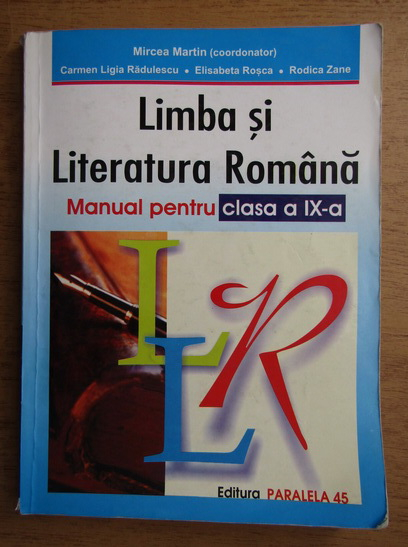 Mircea Martin (coordonator)
Carmen Ligia Rădulescu • Elisabeta Roșca • Rodica Zane
Limba și
Literatura Română
Manual pentru clasa a IX-a
L
L
R
Editura PARALELA 45